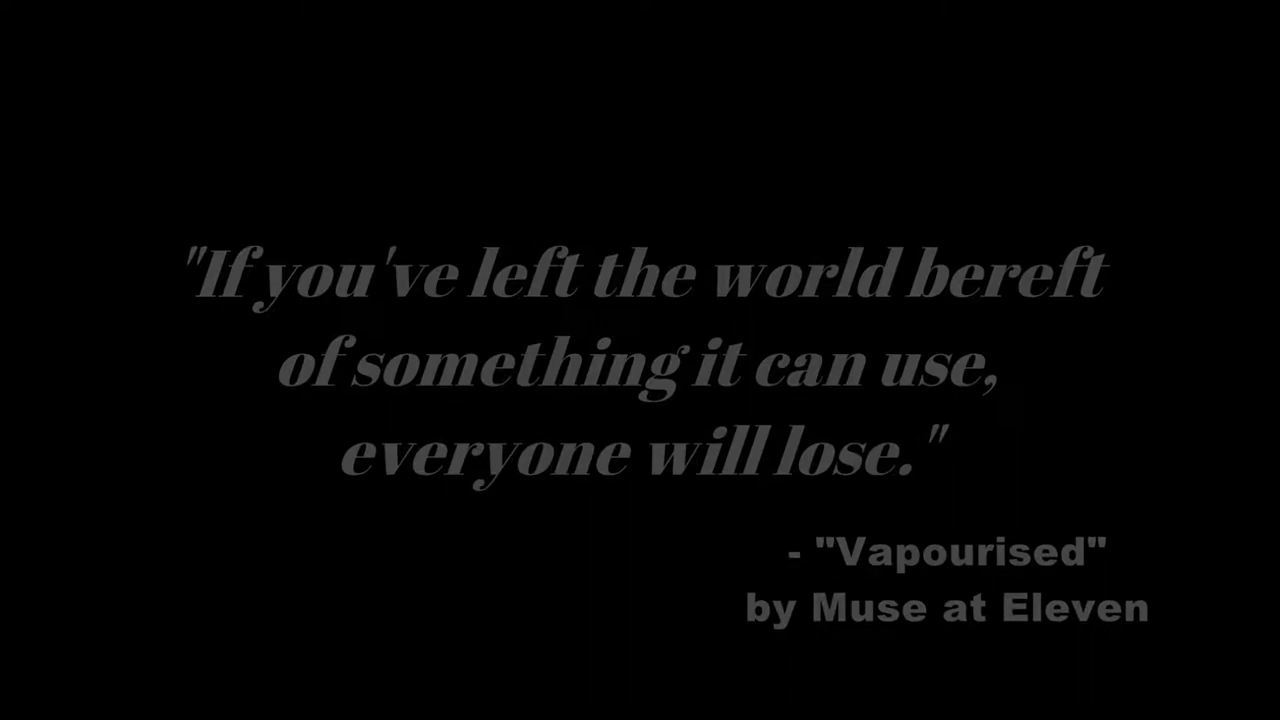 "If you've left the world bereft
of something it can use,
everyone will lose."
- "Vapourised"
by Muse at Eleven